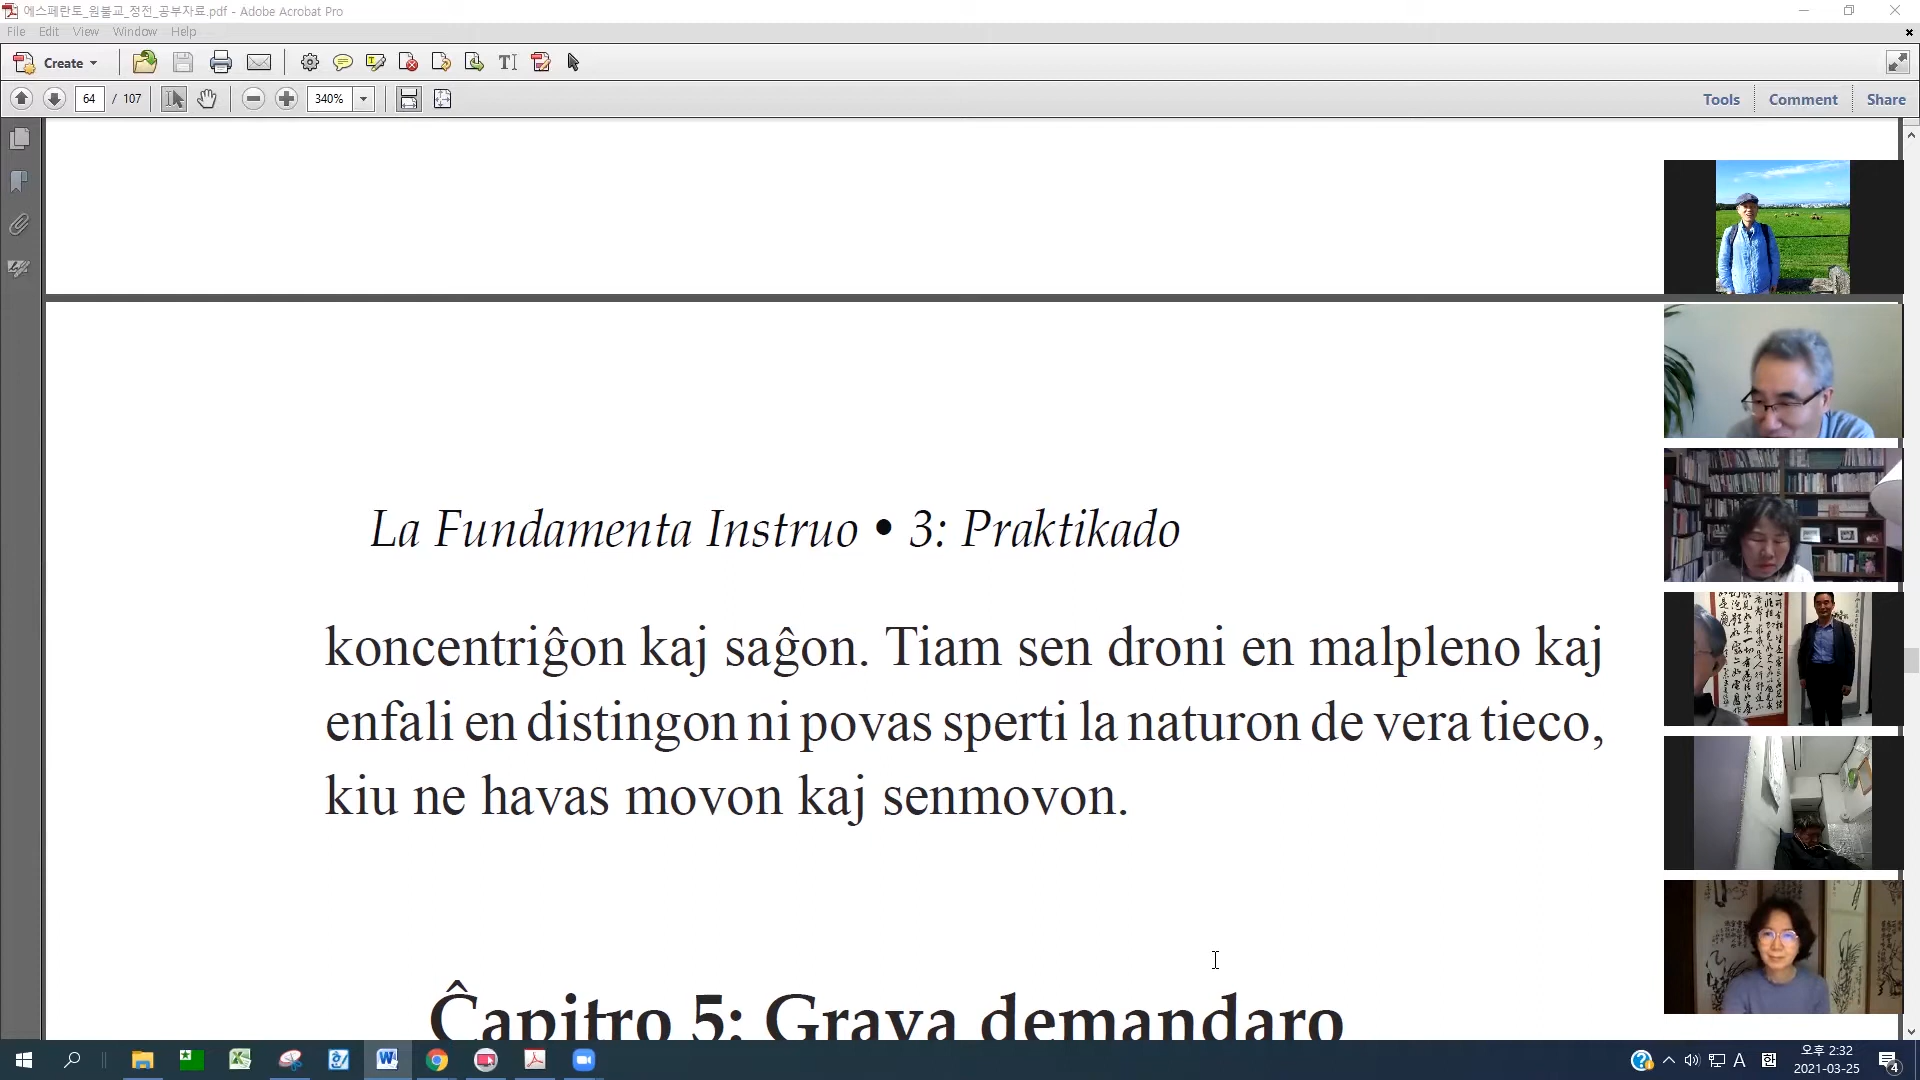 에스페란토_원불교_정전_공부자료.pdf - Adobe Acrobat Pro
File Edit View Window Help
Create
64 / 107 340% Tools Comment Share
La Fundamenta Instruo • 3: Praktikado
koncentriĝon kaj saĝon. Tiam sen droni en malpleno kaj
enfali en distingon ni povas sperti la naturon de vera tieco,
kiu ne havas movon kaj senmovon.
Ĉapitro 5: Grava demandaro
오후 2:32
2021-03-25